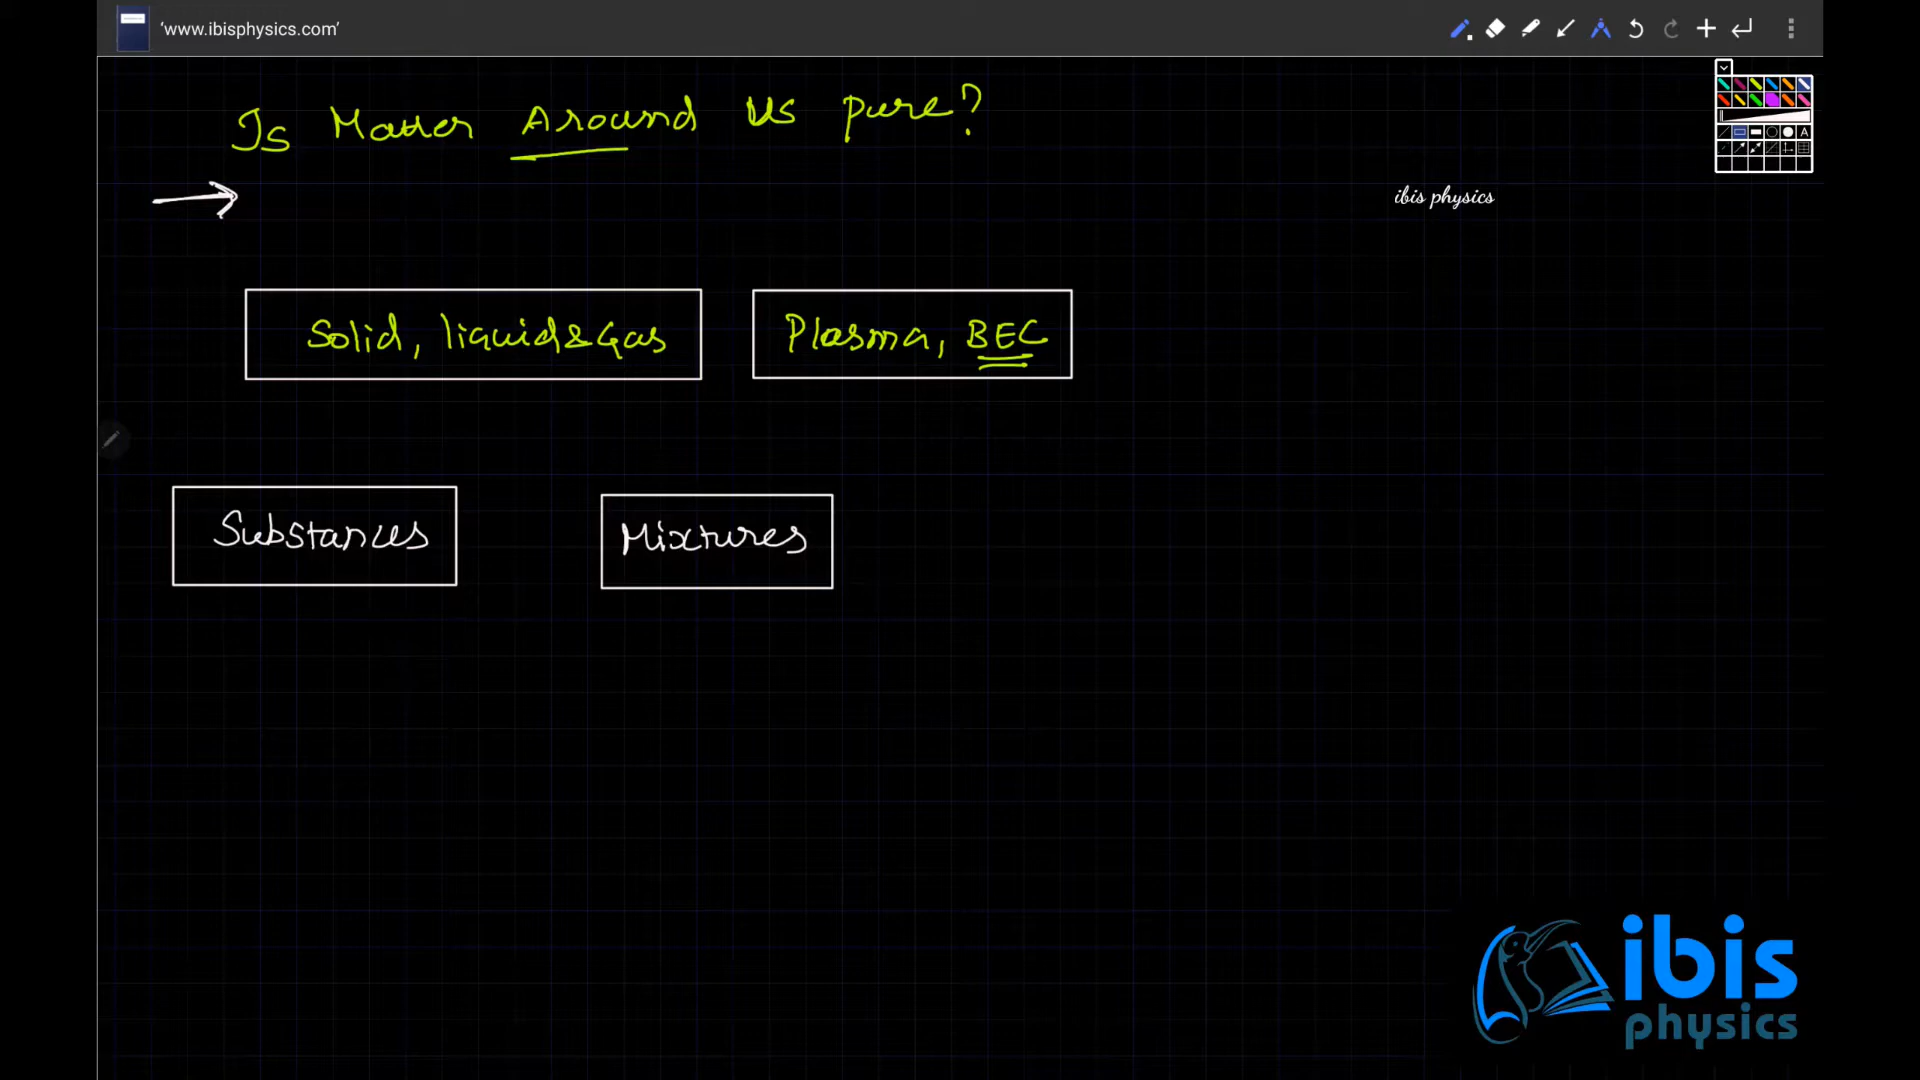 'www.ibisphysics.com'
Is Matter Around Us pure?
ibis physics
Solid, liquid & Gas
Plasma, BEC
Substances
Mixtures
A
ibis
physics